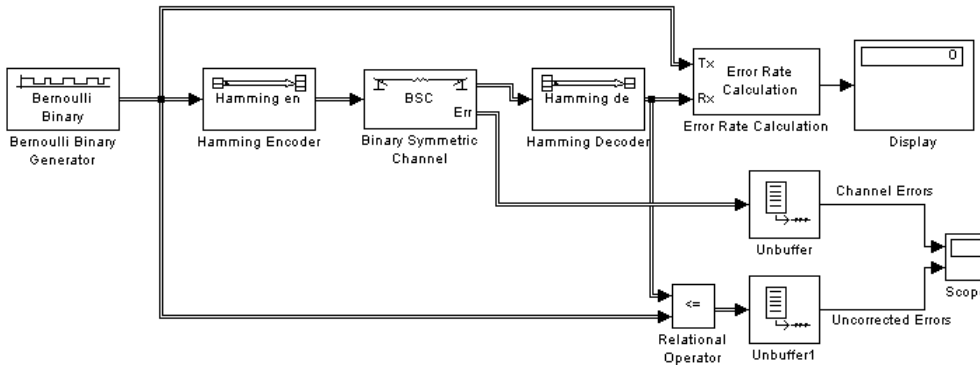 Bernoulli
Binary
Bernoulli Binary
Generator
Hamming en
Hamming Encoder
BSC
Err
Binary Symmetric
Channel
Hamming de
Hamming Decoder
Tx
Rx
Error Rate
Calculation
Error Rate Calculation
0
Display
Unbuffer
Channel Errors
Scop
<=
Relational
Operator
Unbuffer1
Uncorrected Errors